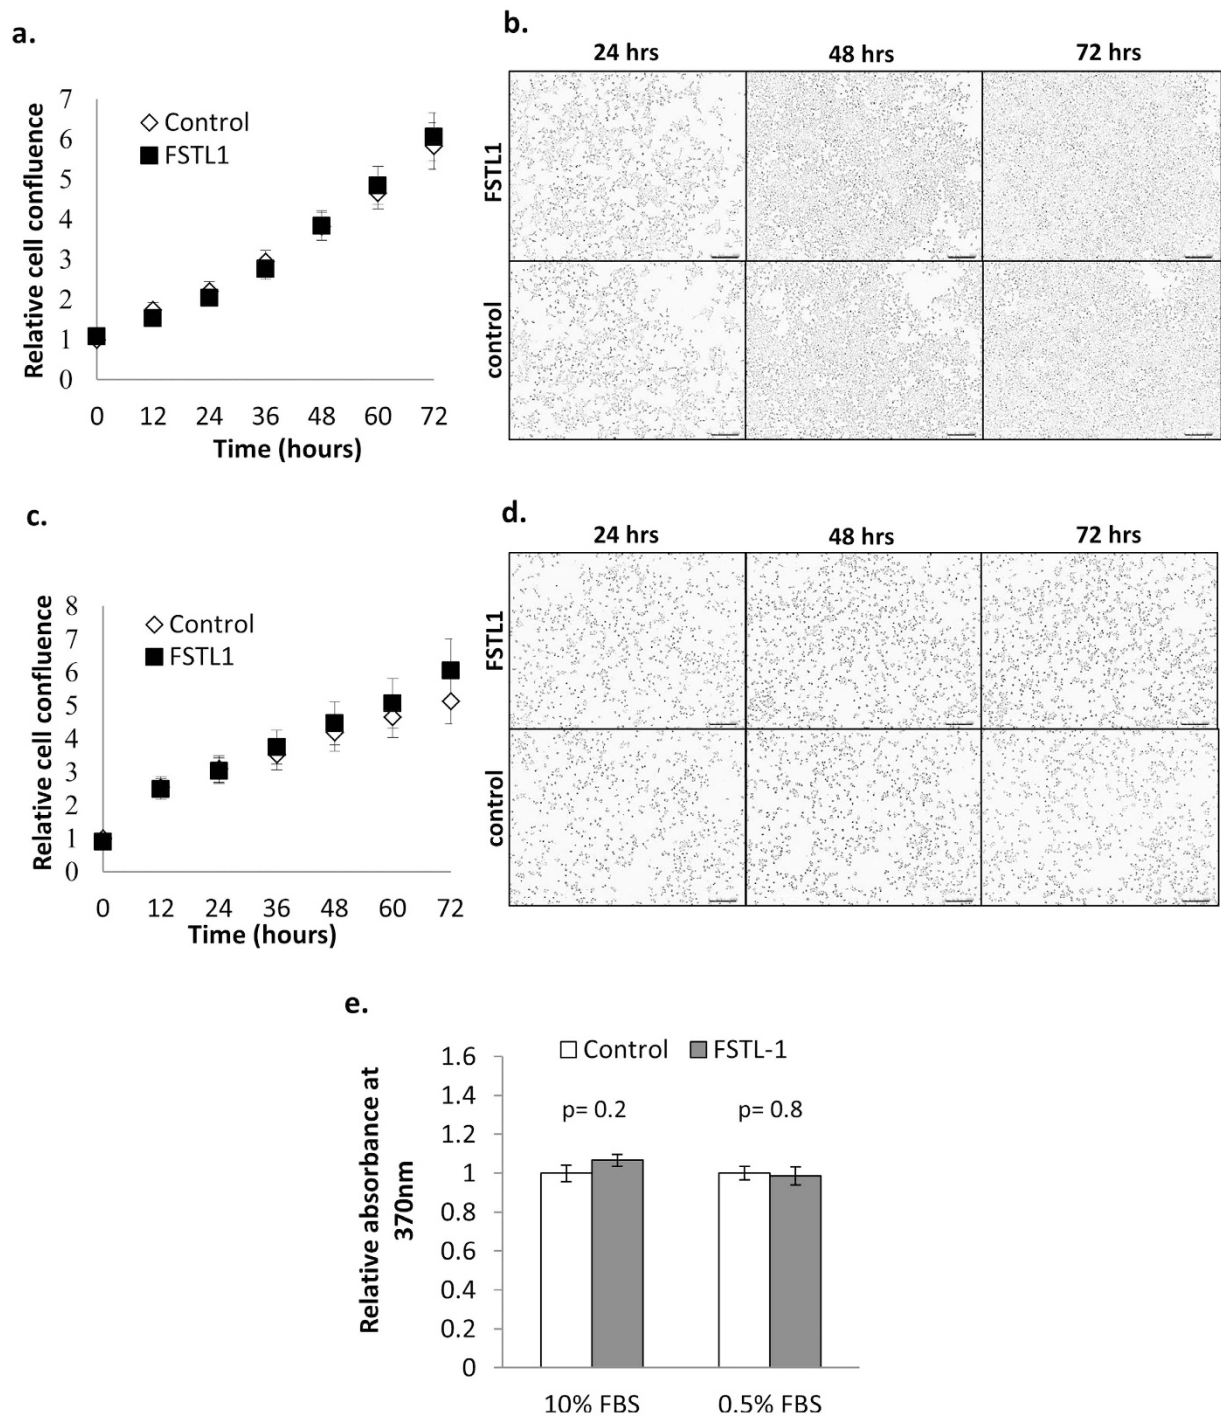 a.
7
6
5
4
3
2
1
0
Relative cell confluence
Control
FSTL1
0 12 24 36 48 60 72
Time (hours)
b.
24 hrs 48 hrs 72 hrs
FSTL1
control
c.
8
7
6
5
4
3
2
1
0
Relative cell confluence
Control
FSTL1
0 12 24 36 48 60 72
Time (hours)
d.
24 hrs 48 hrs 72 hrs
FSTL1
control
e.
Control FSTL-1
1.6
1.4
1.2
1
0.8
0.6
0.4
0.2
0
Relative absorbance at
370nm
p= 0.2 p= 0.8
10% FBS 0.5% FBS